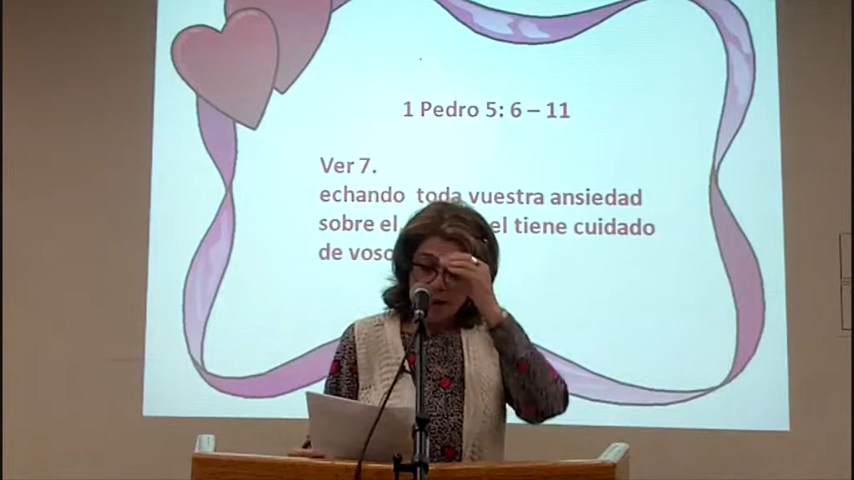 1 Pedro 5: 6 – 11
Ver 7.
echando toda vuestra ansiedad
sobre el el tiene cuidado
de